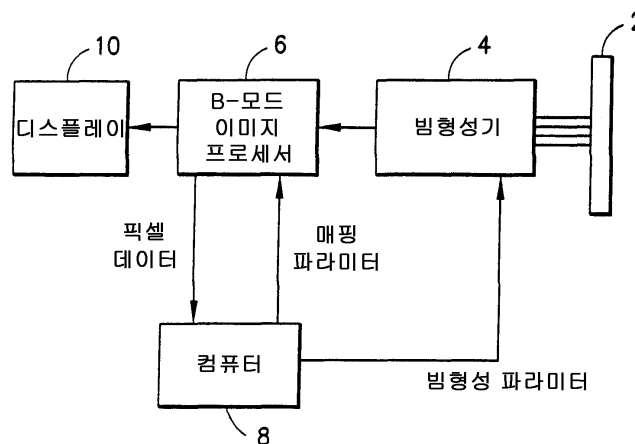 10
6
4
2
디스플레이
B-모드
이미지
프로세서
빔형성기
픽셀
데이터
매핑
파라미터
컴퓨터
빔형성 파라미터
8